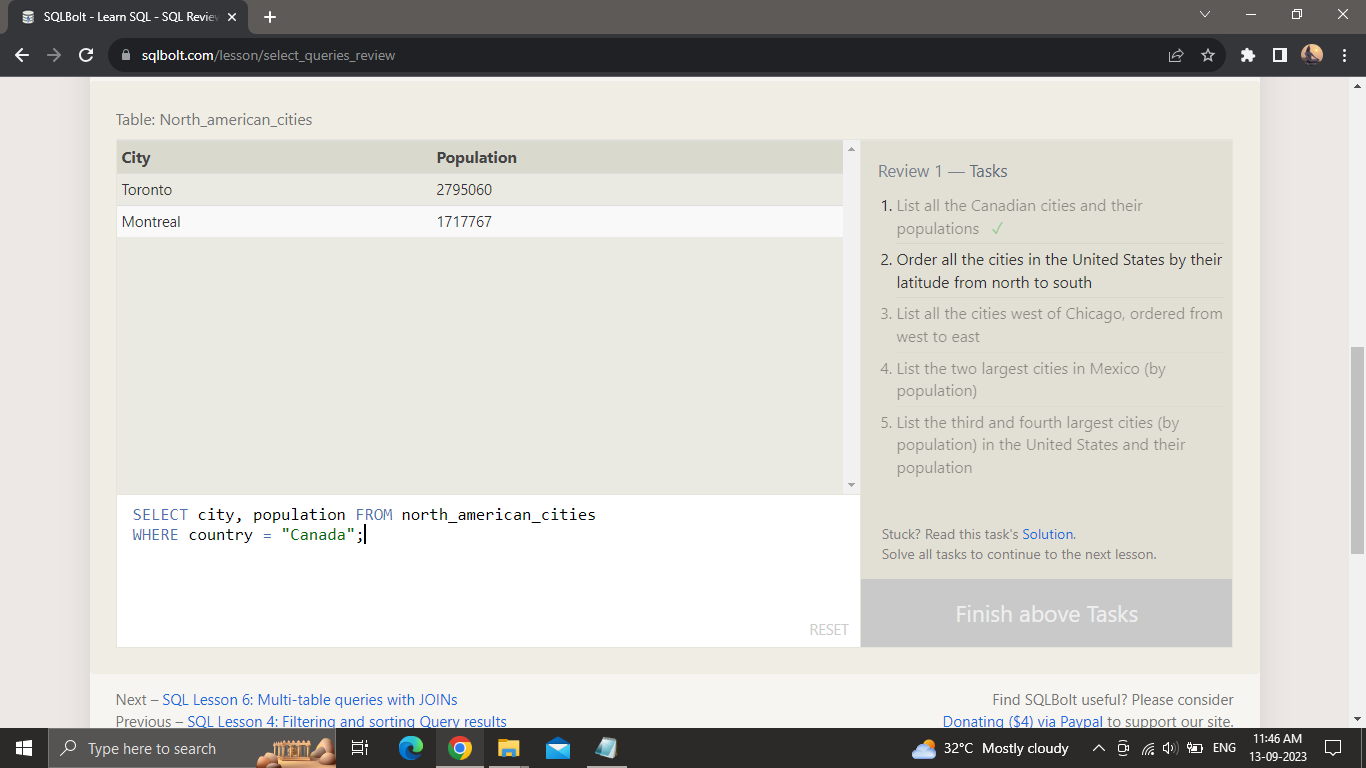 SQLBolt - Learn SQL - SQL Review
sqlbolt.com/lesson/select_queries_review
Table: North_american_cities
City Population
Toronto 2795060
Montreal 1717767
Review 1 — Tasks
1. List all the Canadian cities and their
populations ✓
2. Order all the cities in the United States by their
latitude from north to south
3. List all the cities west of Chicago, ordered from
west to east
4. List the two largest cities in Mexico (by
population)
5. List the third and fourth largest cities (by
population) in the United States and their
population
Stuck? Read this task's Solution.
Solve all tasks to continue to the next lesson.
Finish above Tasks
SELECT city, population FROM north_american_cities
WHERE country = "Canada";
RESET
Next – SQL Lesson 6: Multi-table queries with JOINs
Previous – SQL Lesson 4: Filtering and sorting Query results
Find SQLBolt useful? Please consider
Donating ($4) via Paypal to support our site.
Type here to search
32°C Mostly cloudy
ENG
11:46 AM
13-09-2023